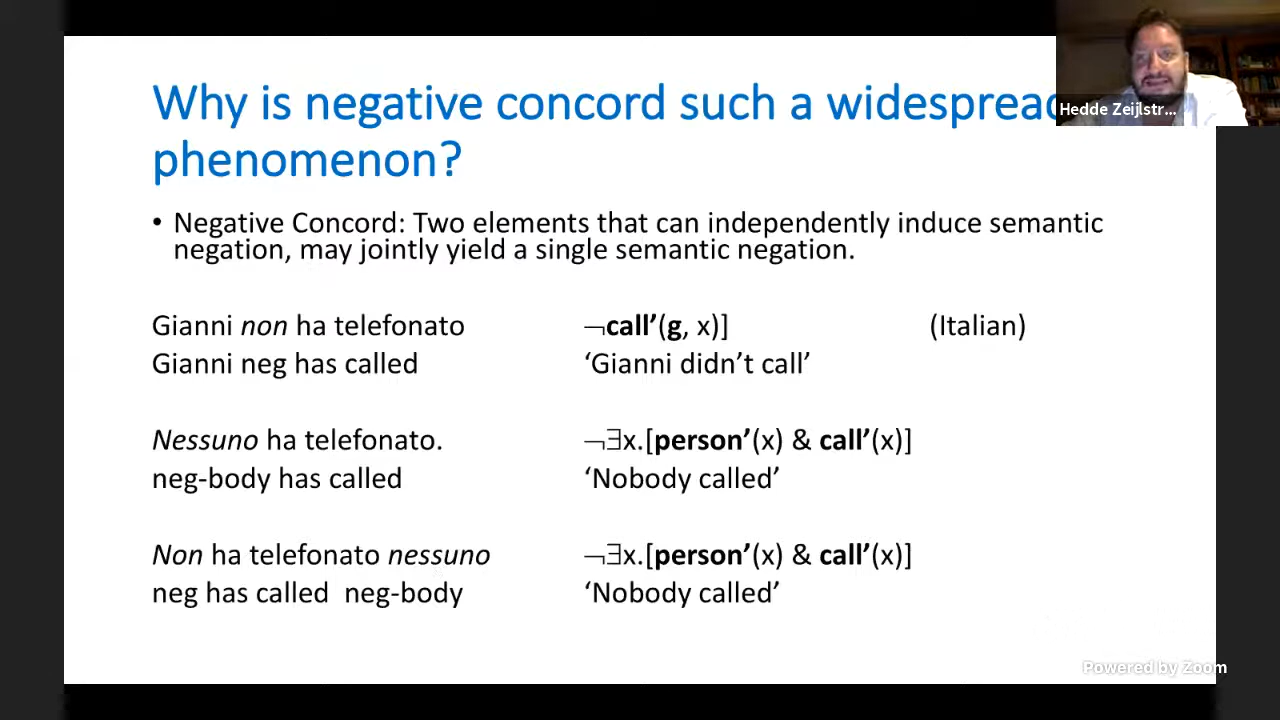 Why is negative concord such a widespread
phenomenon?
Hedde Zeijlstr...
• Negative Concord: Two elements that can independently induce semantic
negation, may jointly yield a single semantic negation.
Gianni non ha telefonato ¬call’(g, x)] (Italian)
Gianni neg has called ‘Gianni didn’t call’
Nessuno ha telefonato. ¬∃x.[person’(x) & call’(x)]
neg-body has called ‘Nobody called’
Non ha telefonato nessuno ¬∃x.[person’(x) & call’(x)]
neg has called neg-body ‘Nobody called’
Powered by Zoom